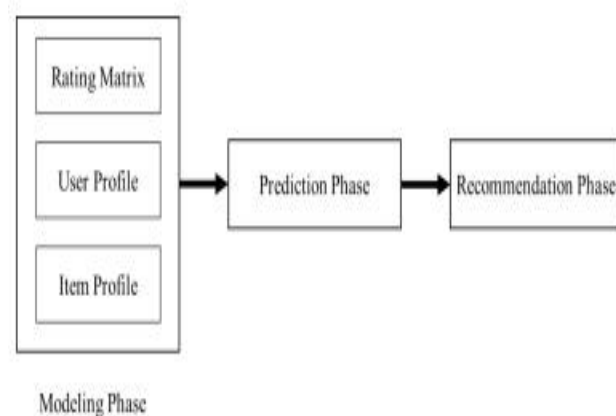 Rating Matrix
User Profile
Prediction Phase
Recommendation Phase
Item Profile
Modeling Phase